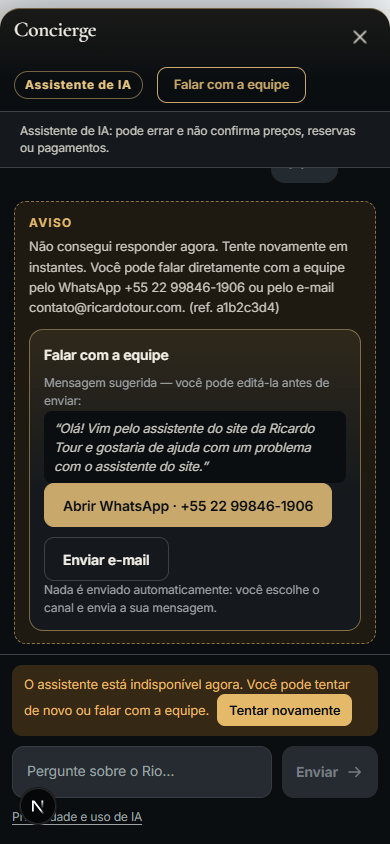 Concierge
Assistente de IA
Falar com a equipe
Assistente de IA: pode errar e não confirma preços, reservas
ou pagamentos.
AVISO
Não consegui responder agora. Tente novamente em
instantes. Você pode falar diretamente com a equipe
pelo WhatsApp +55 22 99846-1906 ou pelo e-mail
contato@ricardotour.com. (ref. a1b2c3d4)
Falar com a equipe
Mensagem sugerida — você pode editá-la antes de
enviar:
“Olá! Vim pelo assistente do site da Ricardo
Tour e gostaria de ajuda com um problema
com o assistente do site.”
Abrir WhatsApp · +55 22 99846-1906
Enviar e-mail
Nada é enviado automaticamente: você escolhe o
canal e envia a sua mensagem.
O assistente está indisponível agora. Você pode tentar
de novo ou falar com a equipe.
Tentar novamente
Pergunte sobre o Rio...
Enviar →
N
e uso de IA